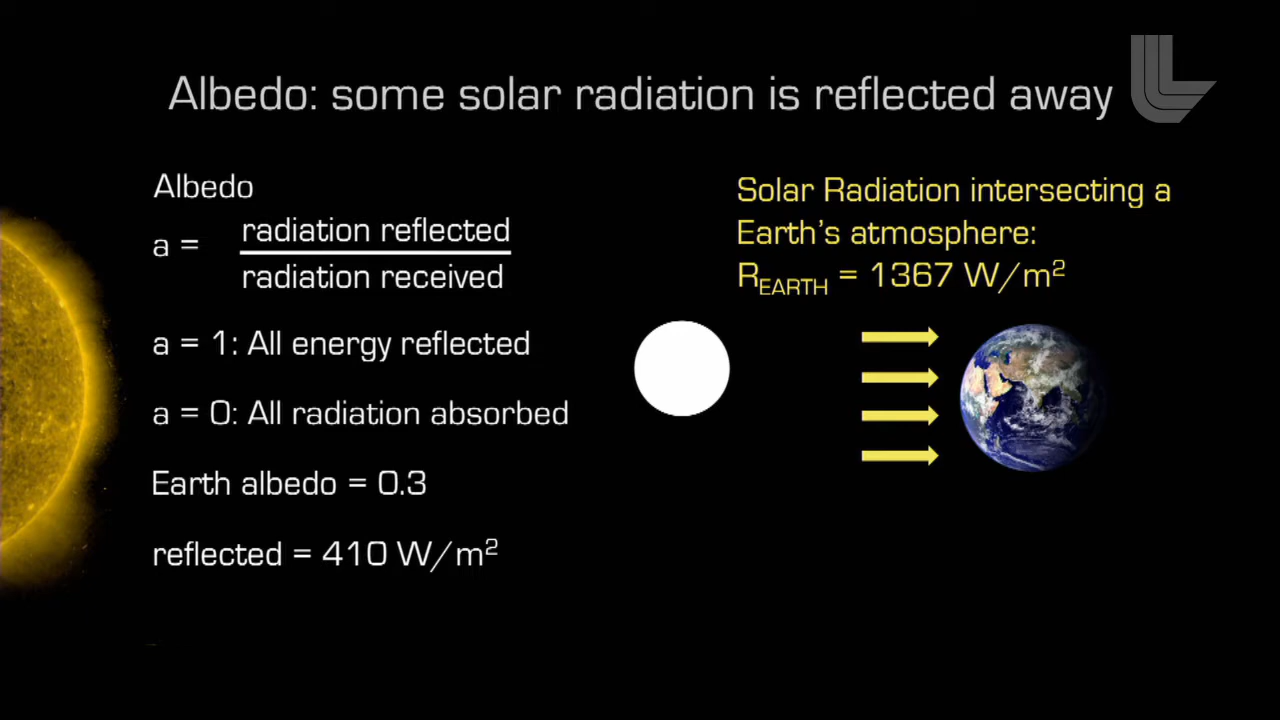 Albedo: some solar radiation is reflected away
Albedo
a = radiation reflected
radiation received
a = 1: All energy reflected
a = 0: All radiation absorbed
Earth albedo = 0.3
reflected = 410 W/m²
Solar Radiation intersecting a
Earth's atmosphere:
R_EARTH = 1367 W/m²